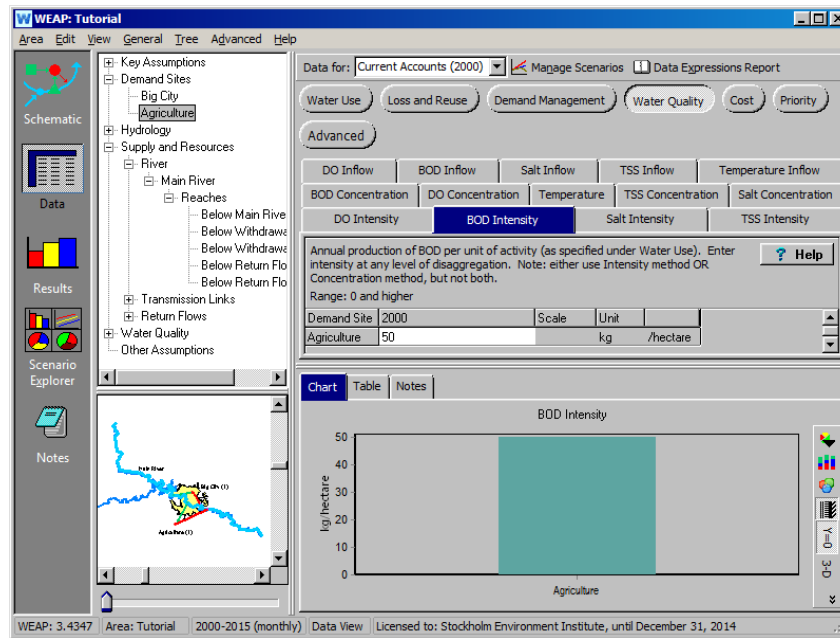 WEAP: Tutorial
Area Edit View General Tree Advanced Help
Schematic
Data
Results
Scenario
Explorer
Notes
Key Assumptions
Demand Sites
Big City
Agriculture
Hydrology
Supply and Resources
River
Main River
Reaches
Below Main Rive
Below Withdrawa
Below Withdrawa
Below Return Flo
Below Return Flo
Transmission Links
Return Flows
Water Quality
Other Assumptions
Main River
Big City (1)
Agriculture (1)
Data for: Current Accounts (2000) Manage Scenarios Data Expressions Report
Water Use Loss and Reuse Demand Management Water Quality Cost Priority
Advanced
DO Inflow BOD Inflow Salt Inflow TSS Inflow Temperature Inflow
BOD Concentration DO Concentration Temperature TSS Concentration Salt Concentration
DO Intensity BOD Intensity Salt Intensity TSS Intensity
Annual production of BOD per unit of activity (as specified under Water Use). Enter
intensity at any level of disaggregation. Note: either use Intensity method OR
Concentration method, but not both.
Range: 0 and higher
? Help
Demand Site 2000 Scale Unit
Agriculture 50 kg /hectare
Chart Table Notes
BOD Intensity
kg/hectare
50
40
30
20
10
0
Agriculture
Y=0
3-D
WEAP: 3.4347 Area: Tutorial 2000-2015 (monthly) Data View Licensed to: Stockholm Environment Institute, until December 31, 2014